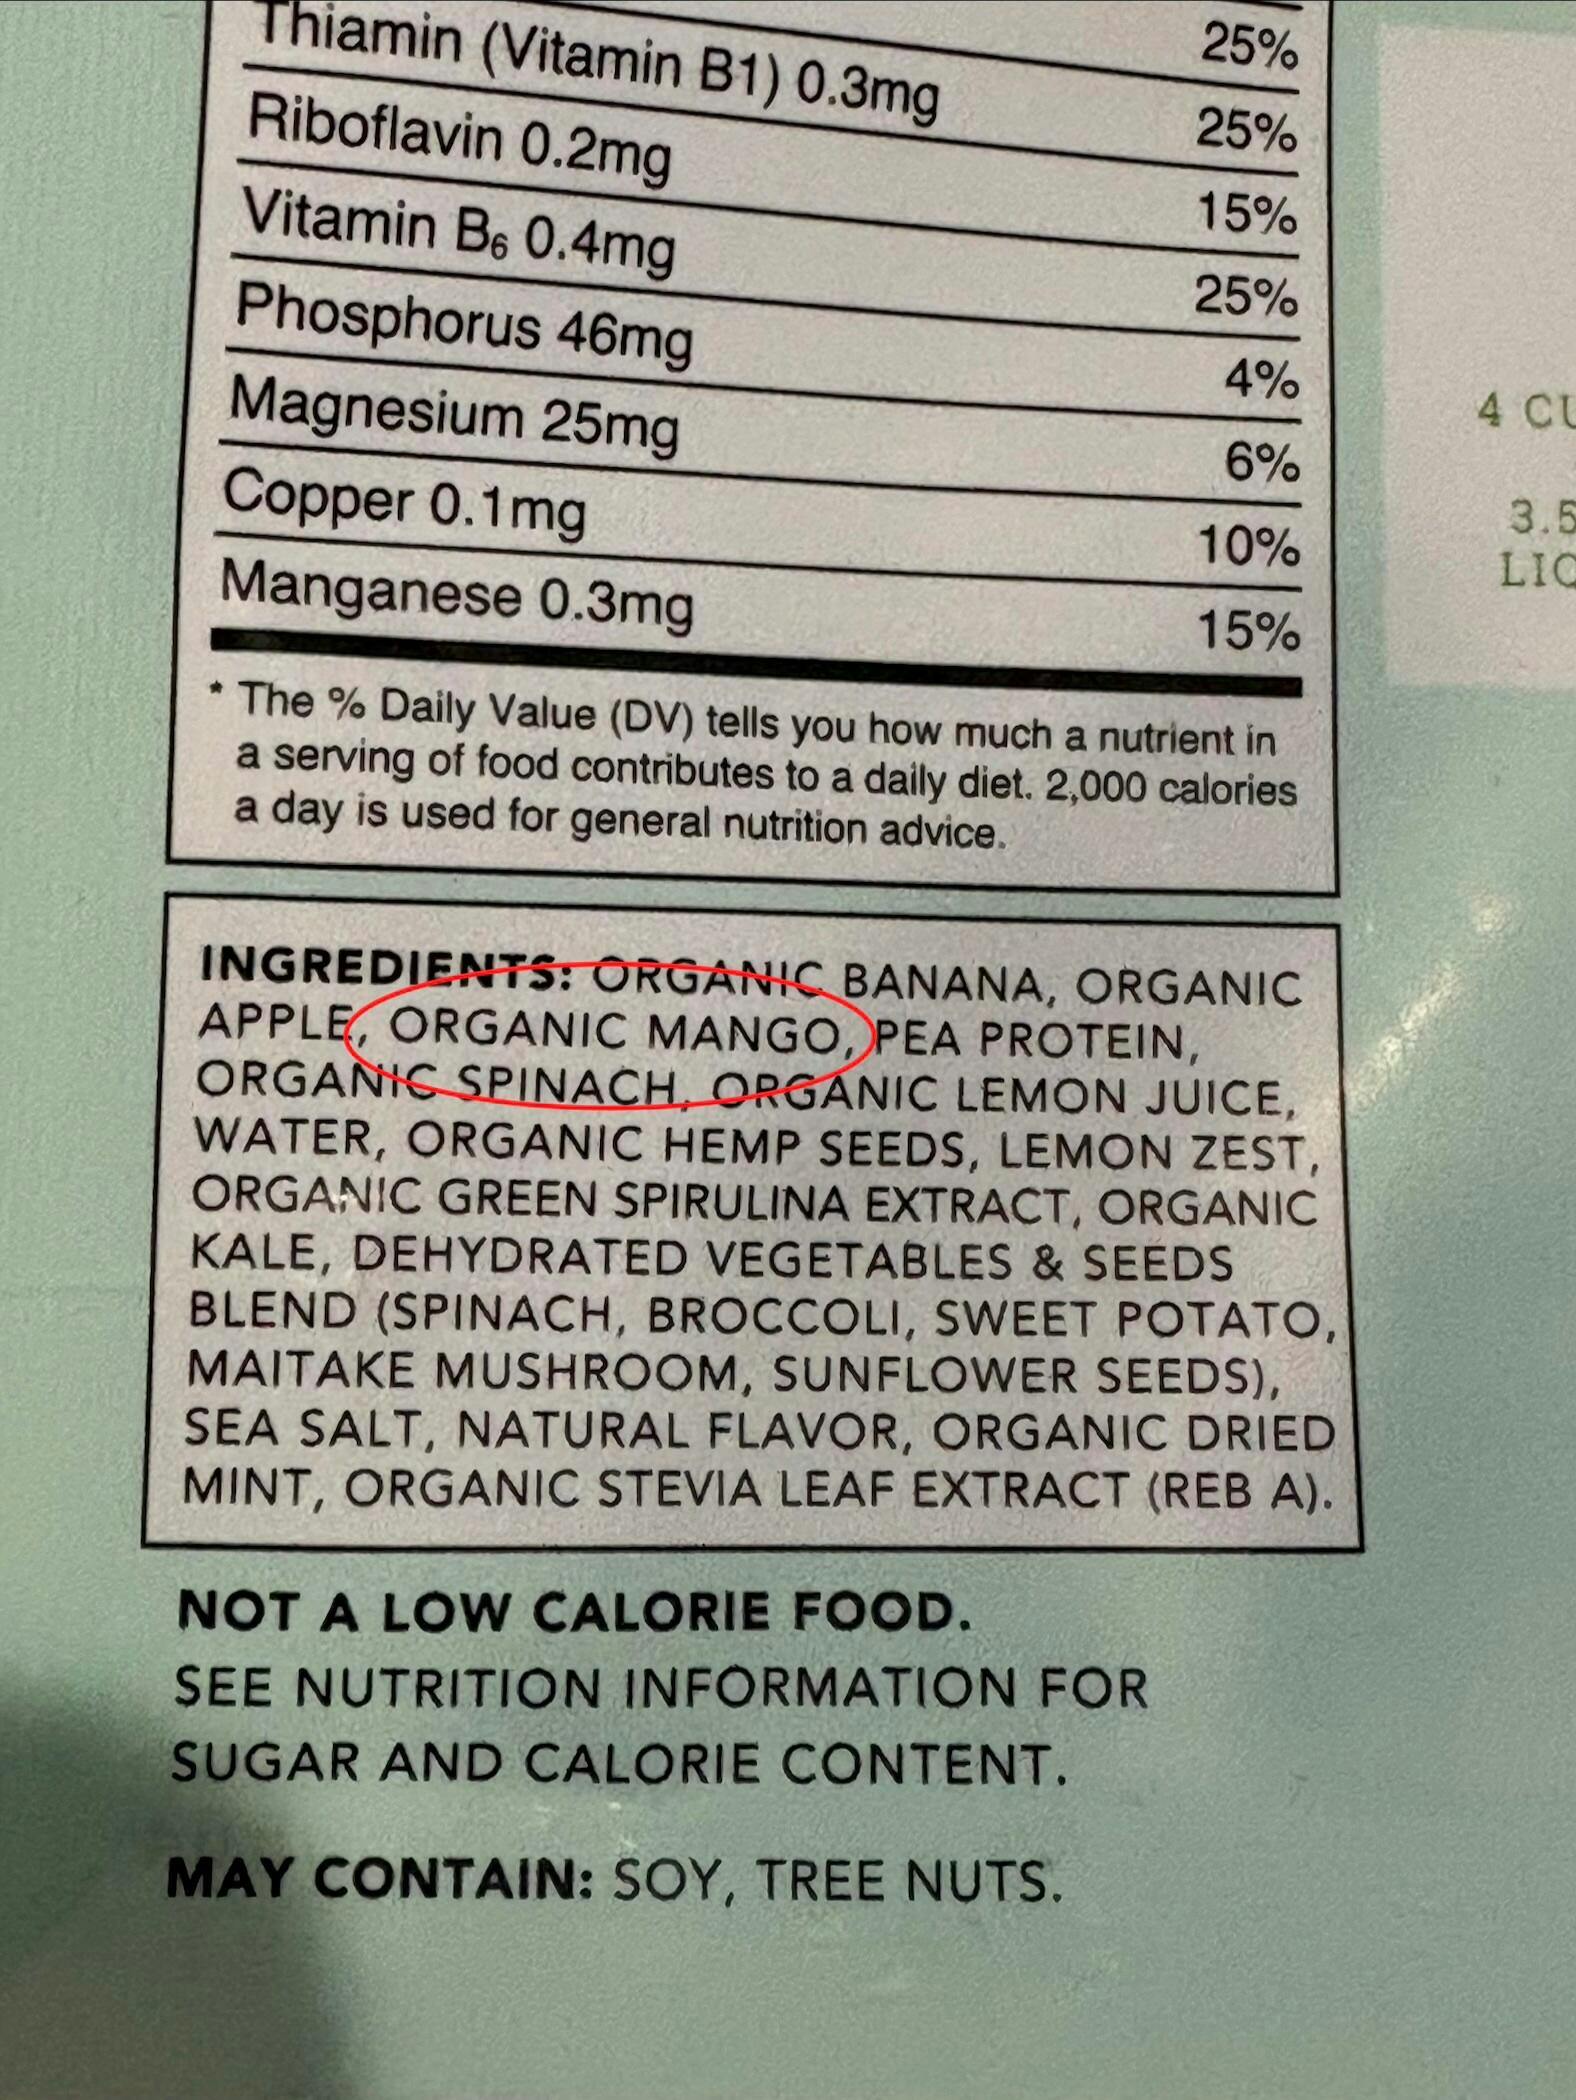 25%
Thiamin (Vitamin B1) 0.3mg 25%
Riboflavin 0.2mg 15%
Vitamin B6 0.4mg 25%
Phosphorus 46mg 4%
Magnesium 25mg 6%
Copper 0.1mg 10%
Manganese 0.3mg 15%
* The % Daily Value (DV) tells you how much a nutrient in
a serving of food contributes to a daily diet. 2,000 calories
a day is used for general nutrition advice.
INGREDIENTS: ORGANIC BANANA, ORGANIC
APPLE, ORGANIC MANGO, PEA PROTEIN,
ORGANIC SPINACH, ORGANIC LEMON JUICE,
WATER, ORGANIC HEMP SEEDS, LEMON ZEST,
ORGANIC GREEN SPIRULINA EXTRACT, ORGANIC
KALE, DEHYDRATED VEGETABLES & SEEDS
BLEND (SPINACH, BROCCOLI, SWEET POTATO,
MAITAKE MUSHROOM, SUNFLOWER SEEDS),
SEA SALT, NATURAL FLAVOR, ORGANIC DRIED
MINT, ORGANIC STEVIA LEAF EXTRACT (REB A).
NOT A LOW CALORIE FOOD.
SEE NUTRITION INFORMATION FOR
SUGAR AND CALORIE CONTENT.
MAY CONTAIN: SOY, TREE NUTS.
4